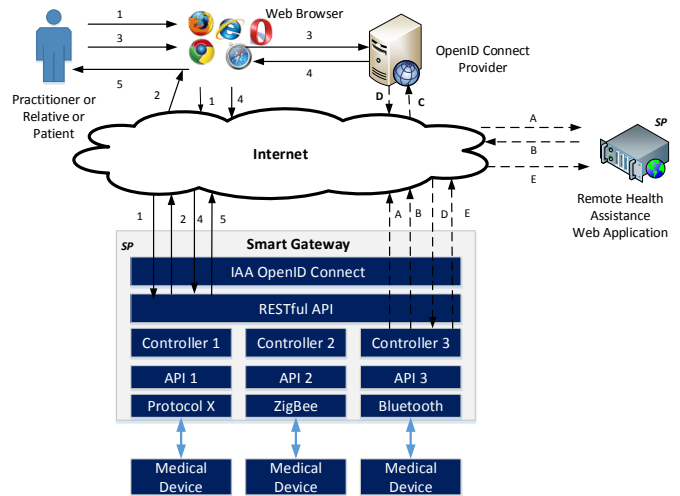 1
Web Browser
3
3
OpenID Connect
Provider
4
5
Practitioner or
Relative or
Patient
2
1
4
D
C
A
SP
B
Internet
E
Remote Health
Assistance
Web Application
1
2
4
5
A
B
D
E
SP
Smart Gateway
IAA OpenID Connect
RESTful API
Controller 1
Controller 2
Controller 3
API 1
API 2
API 3
Protocol X
ZigBee
Bluetooth
Medical
Device
Medical
Device
Medical
Device